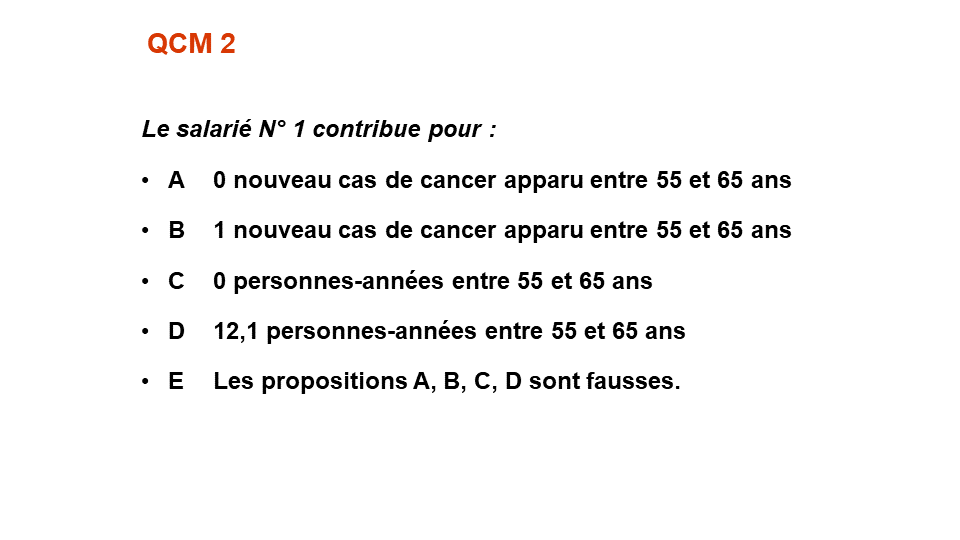 QCM 2
Le salarié N° 1 contribue pour :
• A 0 nouveau cas de cancer apparu entre 55 et 65 ans
• B 1 nouveau cas de cancer apparu entre 55 et 65 ans
• C 0 personnes-années entre 55 et 65 ans
• D 12,1 personnes-années entre 55 et 65 ans
• E Les propositions A, B, C, D sont fausses.